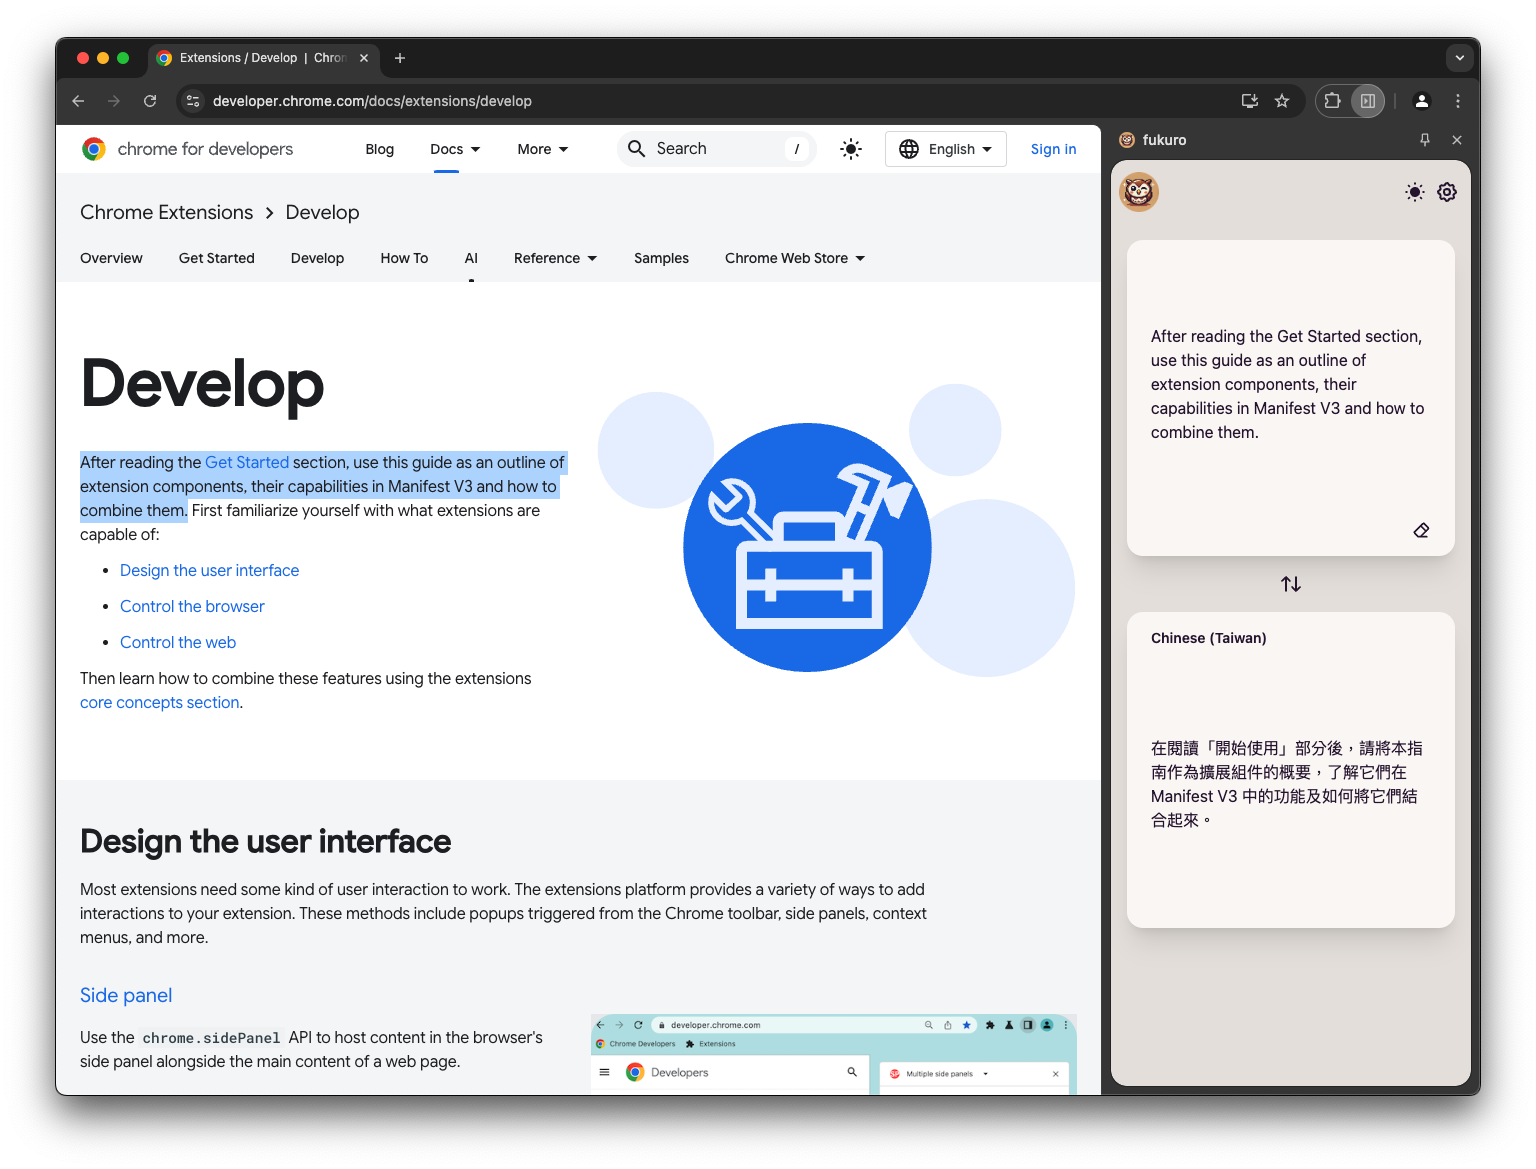 Extensions / Develop | Chron
developer.chrome.com/docs/extensions/develop
chrome for developers
Blog
Docs
More
Search
/
English
Sign in
Chrome Extensions > Develop
Overview
Get Started
Develop
How To
AI
Reference
Samples
Chrome Web Store
Develop
After reading the Get Started section, use this guide as an outline of
extension components, their capabilities in Manifest V3 and how to
combine them. First familiarize yourself with what extensions are
capable of:
Design the user interface
Control the browser
Control the web
Then learn how to combine these features using the extensions
core concepts section.
Design the user interface
Most extensions need some kind of user interaction to work. The extensions platform provides a variety of ways to add
interactions to your extension. These methods include popups triggered from the Chrome toolbar, side panels, context
menus, and more.
Side panel
Use the chrome.sidePanel API to host content in the browser's
side panel alongside the main content of a web page.
developer.chrome.com
Chrome Developers
Extensions
Developers
Multiple side panels
fukuro
After reading the Get Started section,
use this guide as an outline of
extension components, their
capabilities in Manifest V3 and how to
combine them.
Chinese (Taiwan)
在閱讀「開始使用」部分後，請將本指
南作為擴展組件的概要，了解它們在
Manifest V3 中的功能及如何將它們結
合起來。